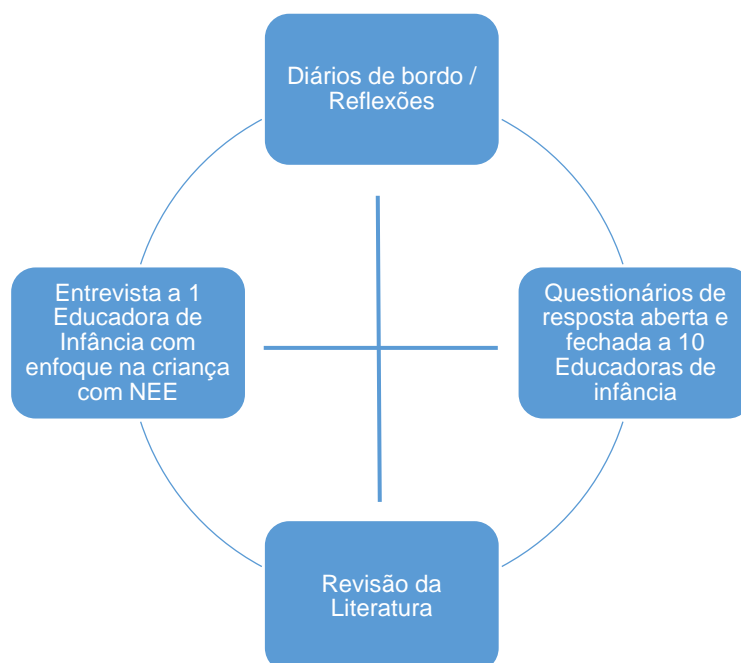 Diários de bordo /
Reflexões
Entrevista a 1
Educadora de
Infância com
enfoque na criança
com NEE
Questionários de
resposta aberta e
fechada a 10
Educadoras de
infância
Revisão da
Literatura